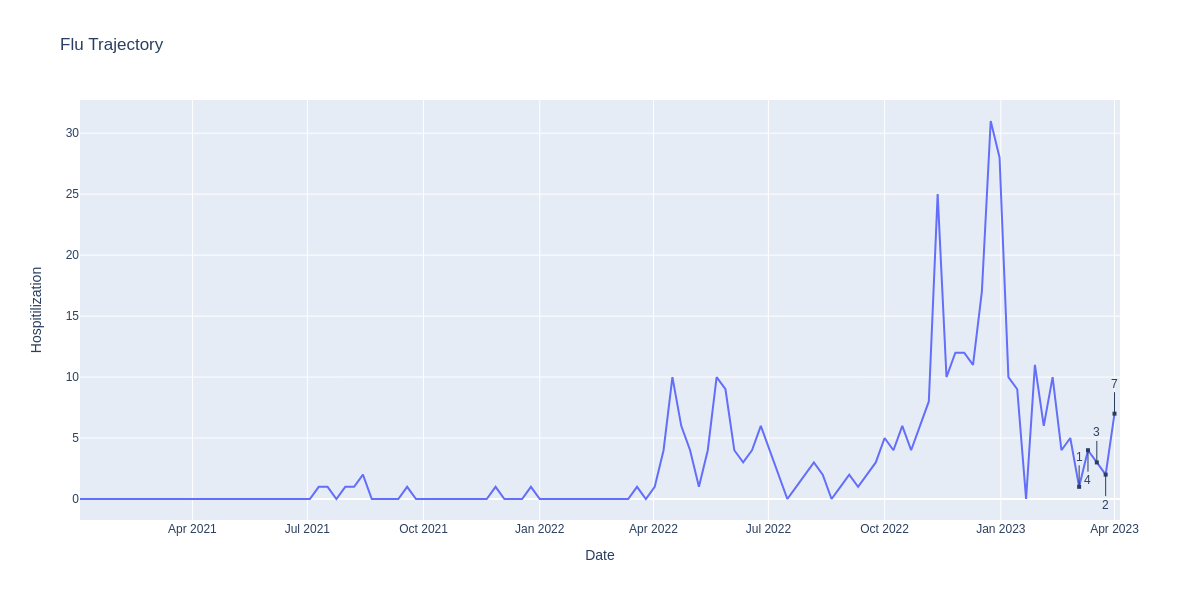 Flu Trajectory
Hospitilization
30
25
20
15
10
5
0
7
3
1
4
2
Apr 2021
Jul 2021
Oct 2021
Jan 2022
Apr 2022
Jul 2022
Oct 2022
Jan 2023
Apr 2023
Date